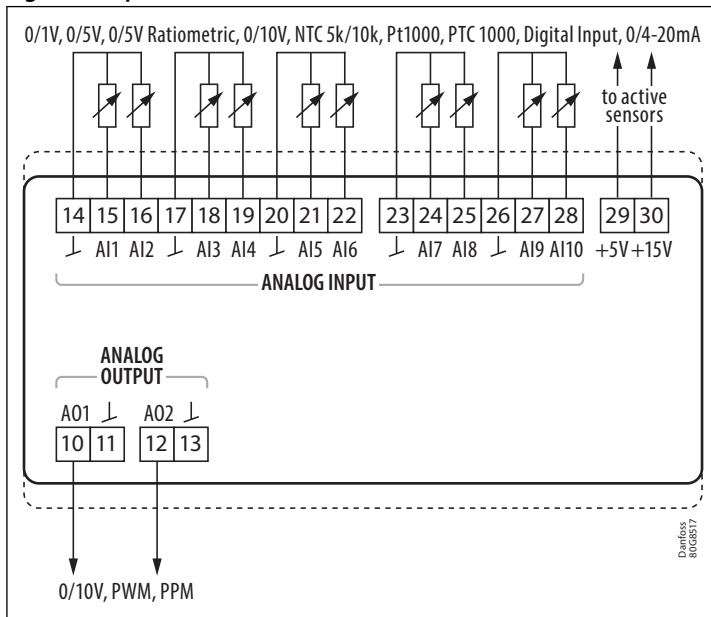 0/1V, 0/5V, 0/5V Ratiometric, 0/10V, NTC 5k/10k, Pt1000, PTC 1000, Digital Input, 0/4-20mA
to active
sensors
14 15 16 17 18 19 20 21 22 23 24 25 26 27 28 29 30
AI1 AI2 AI3 AI4 AI5 AI6 AI7 AI8 AI9 AI10 +5V +15V
ANALOG INPUT
ANALOG
OUTPUT
AO1 AO2
10 11 12 13
Danfoss
80G8517
0/10V, PWM, PPM